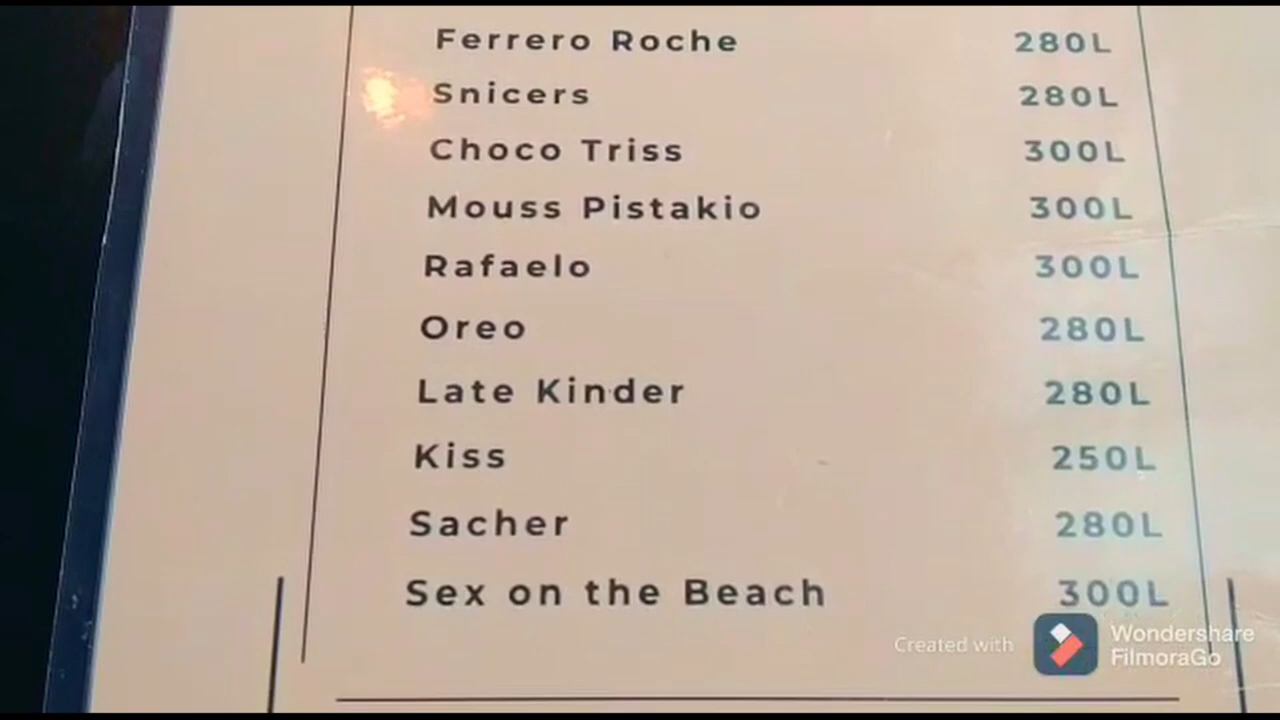 Ferrero Roche 280L
Snicers 280L
Choco Triss 300L
Mouss Pistakio 300L
Rafaelo 300L
Oreo 280L
Late Kinder 280L
Kiss 250L
Sacher 280L
Sex on the Beach 300L
Created with Wondershare FilmoraGo